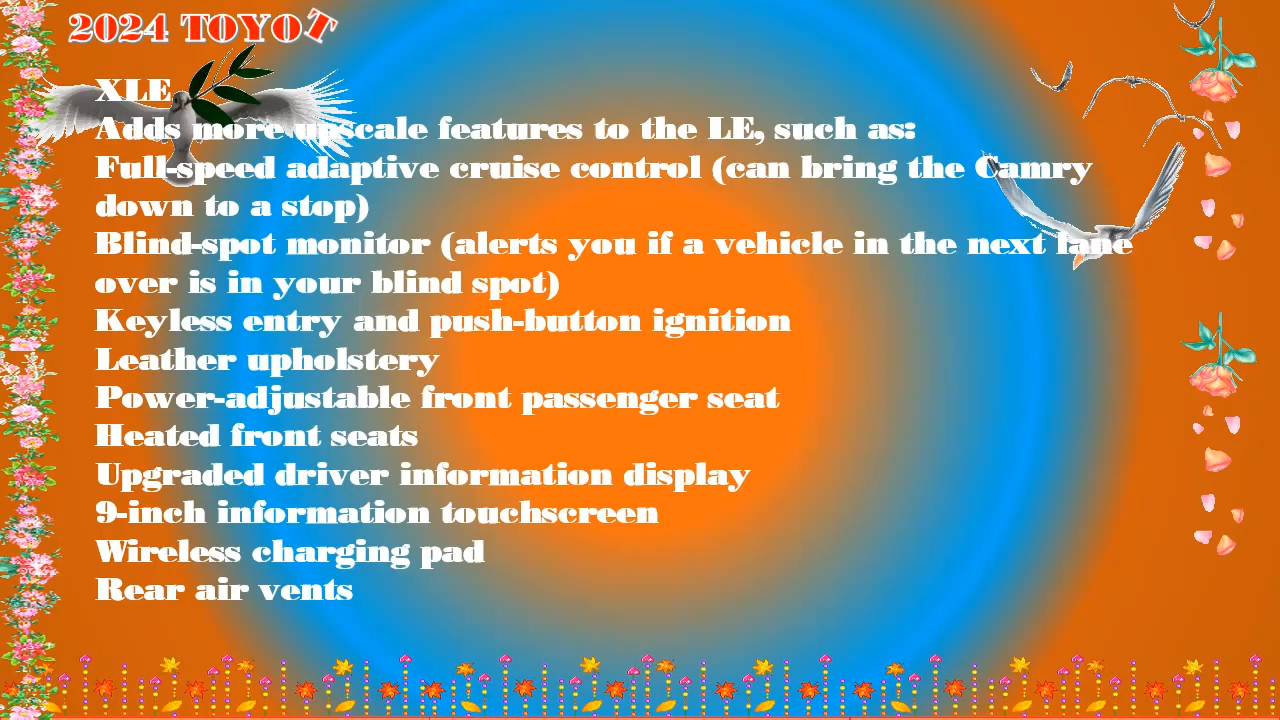 2024 TOYOT
XLE
Adds more upscale features to the LE, such as:
Full-speed adaptive cruise control (can bring the Camry
down to a stop)
Blind-spot monitor (alerts you if a vehicle in the next lane
over is in your blind spot)
Keyless entry and push-button ignition
Leather upholstery
Power-adjustable front passenger seat
Heated front seats
Upgraded driver information display
9-inch information touchscreen
Wireless charging pad
Rear air vents